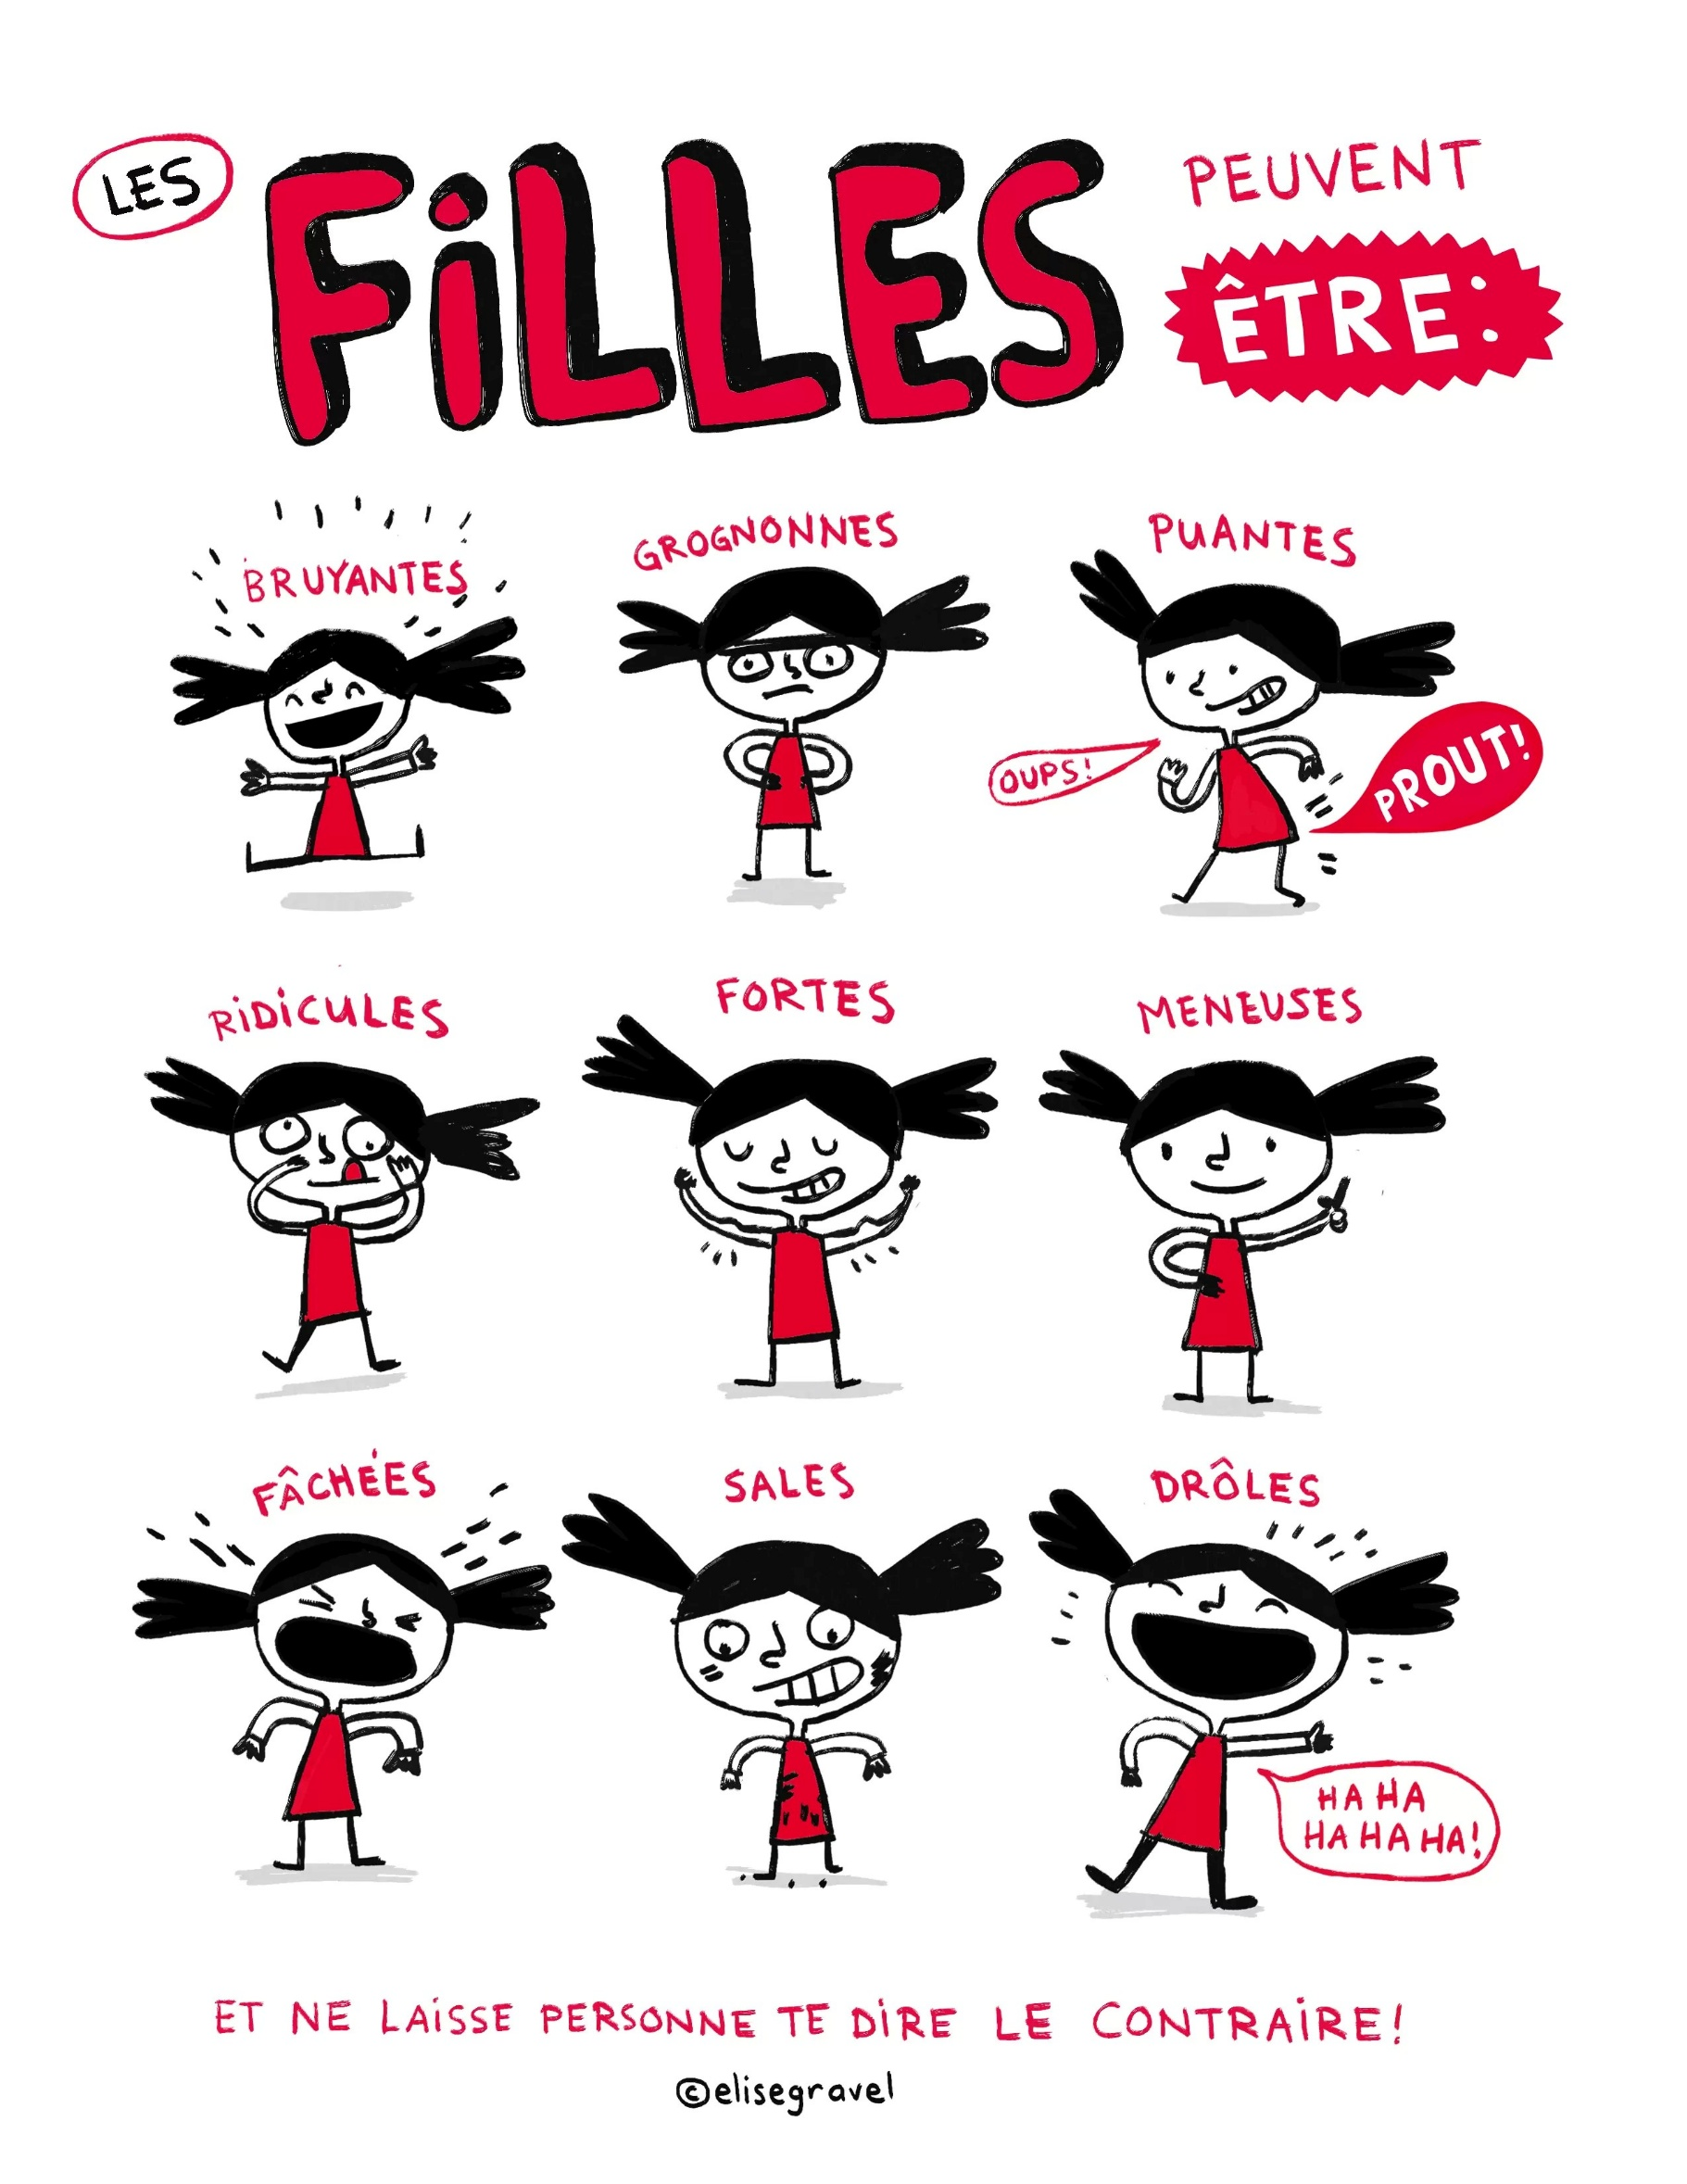 LES FiLLES PEUVENT
ÊTRE:
BRUYANTES
GROGNONNES
PUANTES
OUPS!
PROUT!
RiDiCULES
FORTES
MENEUSES
FÂCHÉES
SALES
DRÔLES
HA HA
HA HA HA!
ET NE LAiSSE PERSONNE TE DiRE LE CONTRAiRE!
©elisegravel